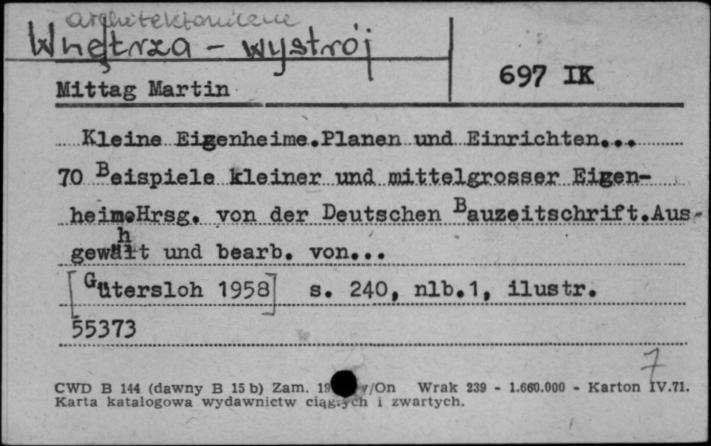 architektoniczne
Wnętrza - wystrój
697 IK
Mittag Martin
Kleine Eigenheime.Planen und Einrichten...
70 Beispiele kleiner und mittelgrosser Eigen-
heime.Hrsg. von der Deutschen Bauzeitschrift.Aus-
gewählt und bearb. von...
[Gütersloh 1958] s. 240, nlb.1, ilustr.
55373
7
CWD B 144 (dawny B 15 b) Zam. /On Wrak 239 - 1.660.000 - Karton IV.71.
Karta katalogowa wydawnictw ciągłych i zwartych.